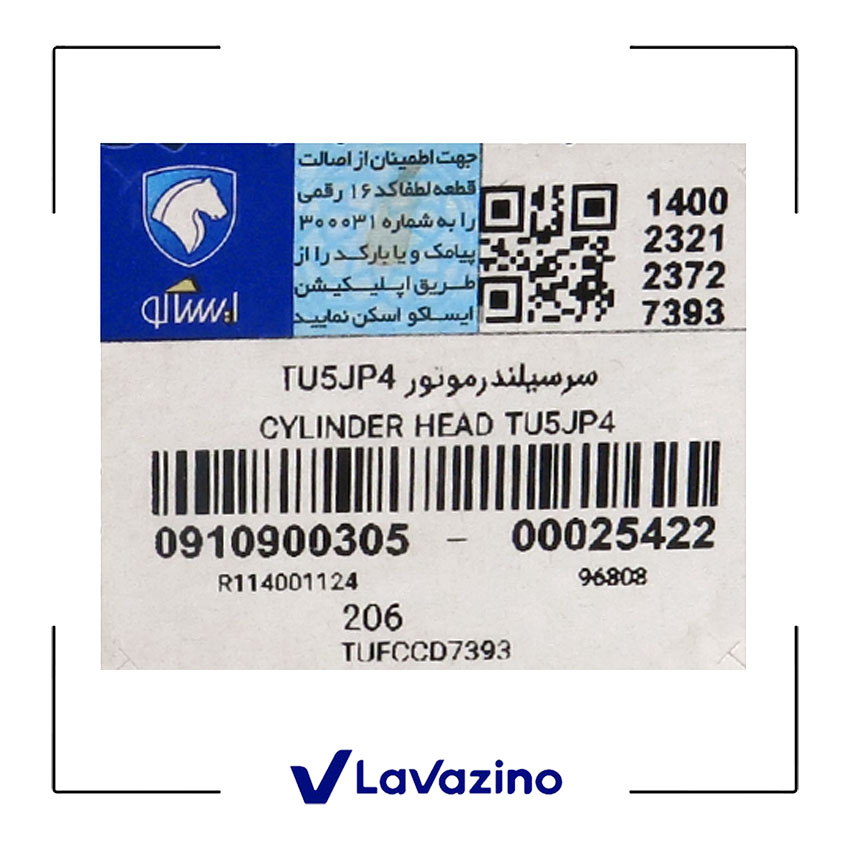 جهت اطمینان از اصالت
قطعه لطفا کد ۱۶ رقمی
را به شماره ۳۰۰۰۳۱
پیامک و یا بارکد را از
طریق اپلیکیشن
ایساکو اسکن نمایید
1400
2321
2372
7393
ایساکو
سرسیلندرموتور TU5JP4
CYLINDER HEAD TU5JP4
0910900305 - 00025422
R114001124 96808
206
TUFCCD7393
LaVazino